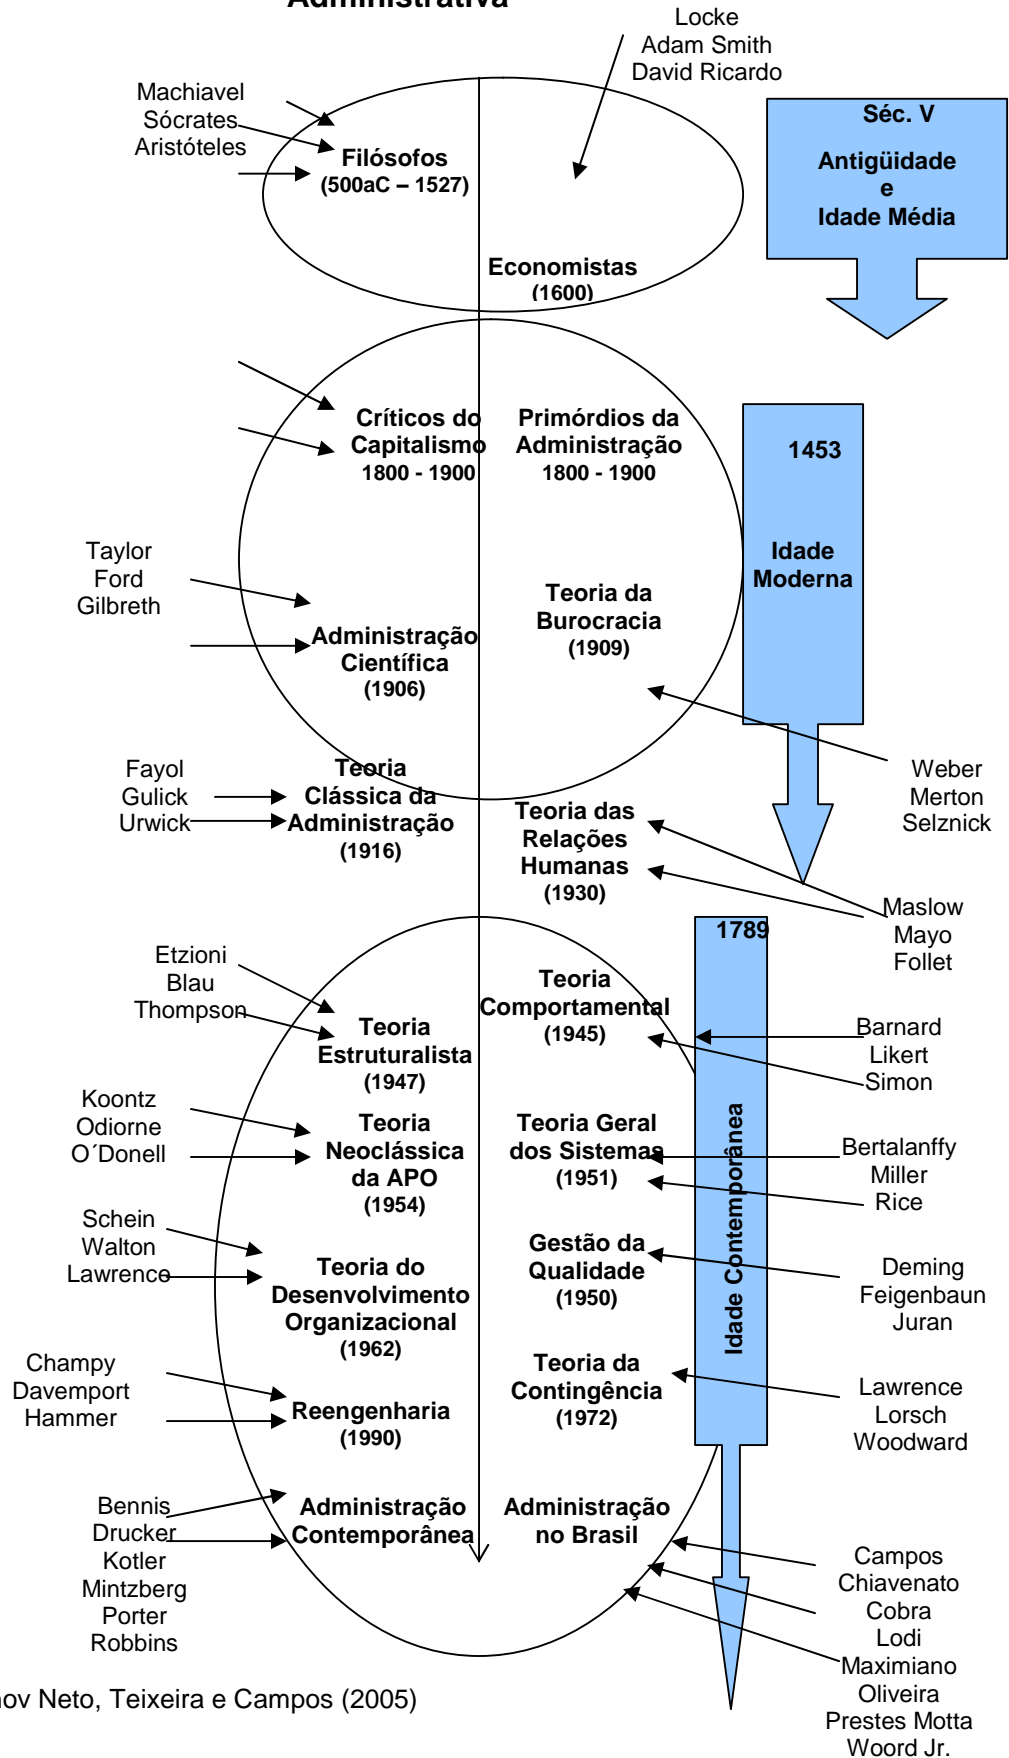 Administrativa
Locke
Adam Smith
David Ricardo
Machiavel
Sócrates
Aristóteles
Filósofos
(500aC – 1527)
Economistas
(1600)
Séc. V
Antigüidade
e
Idade Média
Críticos do
Capitalismo
1800 - 1900
Primórdios da
Administração
1800 - 1900
1453
Idade
Moderna
Taylor
Ford
Gilbreth
Administração
Científica
(1906)
Teoria da
Burocracia
(1909)
Weber
Merton
Selznick
Fayol
Gulick
Urwick
Teoria
Clássica da
Administração
(1916)
Teoria das
Relações
Humanas
(1930)
Maslow
Mayo
Follet
1789
Idade Contemporânea
Etzioni
Blau
Thompson
Teoria
Estruturalista
(1947)
Teoria
Comportamental
(1945)
Barnard
Likert
Simon
Koontz
Odiorne
O´Donell
Teoria
Neoclássica
da APO
(1954)
Teoria Geral
dos Sistemas
(1951)
Bertalanffy
Miller
Rice
Schein
Walton
Lawrence
Teoria do
Desenvolvimento
Organizacional
(1962)
Gestão da
Qualidade
(1950)
Deming
Feigenbaun
Juran
Champy
Davemport
Hammer
Reengenharia
(1990)
Teoria da
Contingência
(1972)
Lawrence
Lorsch
Woodward
Bennis
Drucker
Kotler
Mintzberg
Porter
Robbins
Administração
Contemporânea
Administração
no Brasil
Campos
Chiavenato
Cobra
Lodi
Maximiano
Oliveira
Prestes Motta
Woord Jr.
nov Neto, Teixeira e Campos (2005)